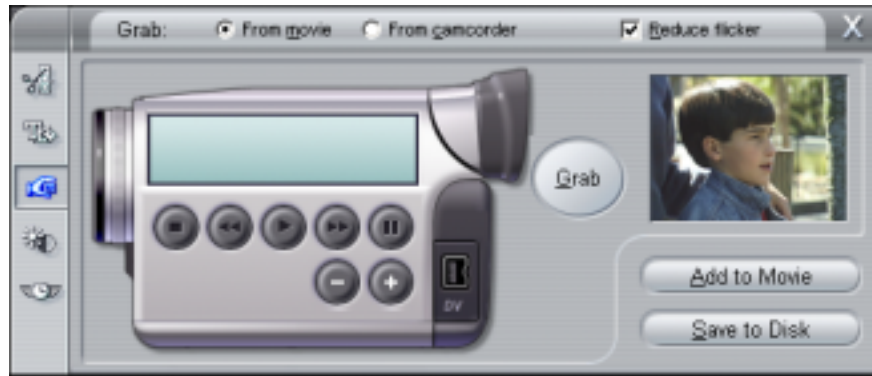 Grab: From movie From camcorder Reduce flicker X
Grab
DV
Add to Movie
Save to Disk